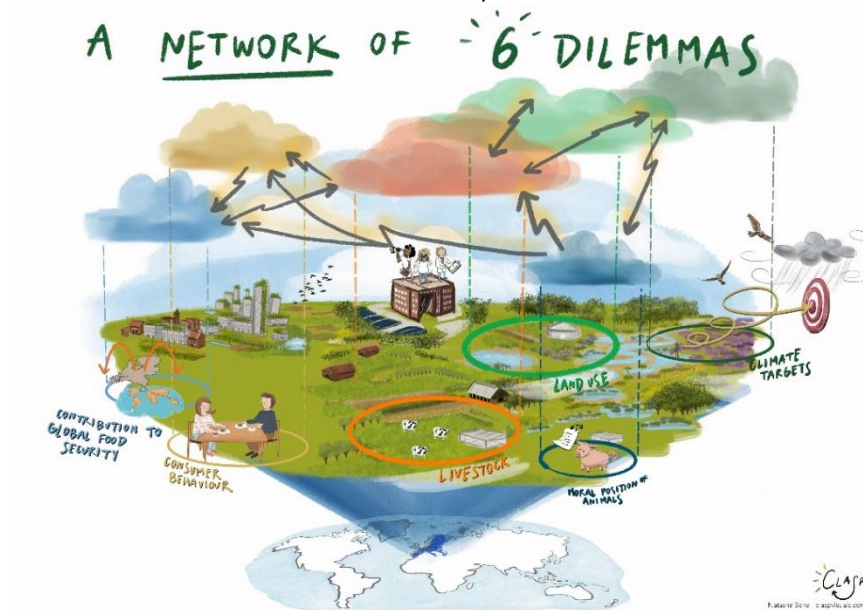 A NETWORK OF 6 DILEMMAS
CLIMATE
TARGETS
LAND USE
CONTRIBUTION TO
GLOBAL FOOD
SECURITY
CONSUMER
BEHAVIOUR
LIVESTOCK
MORAL POSITION OF
ANIMALS